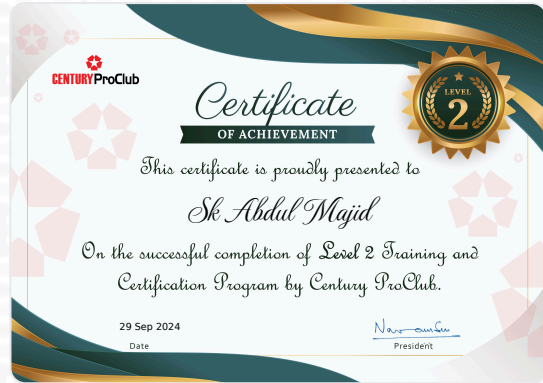 CENTURY ProClub
Certificate
OF ACHIEVEMENT
LEVEL
2
This certificate is proudly presented to
Sk Abdul Majid
On the successful completion of Level 2 Training and
Certification Program by Century ProClub.
29 Sep 2024
Date
President